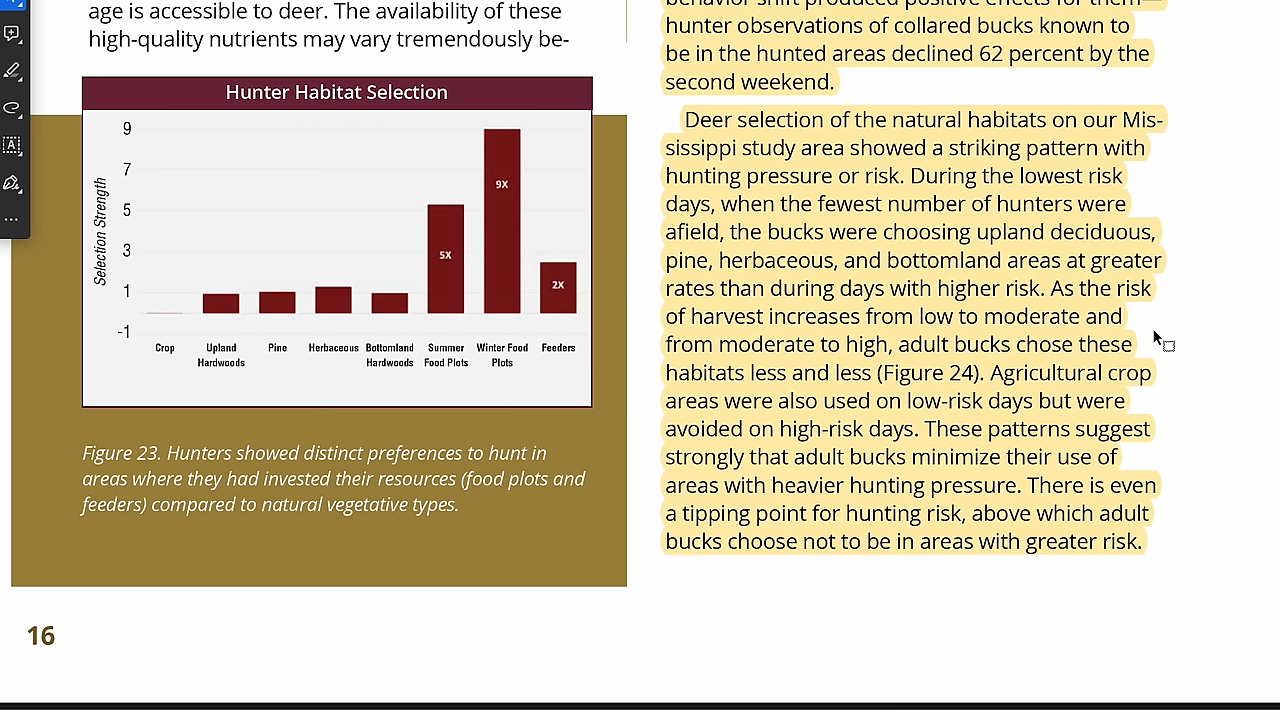 age is accessible to deer. The availability of these
high-quality nutrients may vary tremendously be-
Hunter Habitat Selection
Selection Strength
9
7
5
3
1
-1
5X
9X
2X
Crop
Upland Hardwoods
Pine
Herbaceous
Bottomland Hardwoods
Summer Food Plots
Winter Food Plots
Feeders
Figure 23. Hunters showed distinct preferences to hunt in
areas where they had invested their resources (food plots and
feeders) compared to natural vegetative types.
16
behavior shift produced positive effects for them—
hunter observations of collared bucks known to
be in the hunted areas declined 62 percent by the
second weekend.
Deer selection of the natural habitats on our Mis-
sissippi study area showed a striking pattern with
hunting pressure or risk. During the lowest risk
days, when the fewest number of hunters were
afield, the bucks were choosing upland deciduous,
pine, herbaceous, and bottomland areas at greater
rates than during days with higher risk. As the risk
of harvest increases from low to moderate and
from moderate to high, adult bucks chose these
habitats less and less (Figure 24). Agricultural crop
areas were also used on low-risk days but were
avoided on high-risk days. These patterns suggest
strongly that adult bucks minimize their use of
areas with heavier hunting pressure. There is even
a tipping point for hunting risk, above which adult
bucks choose not to be in areas with greater risk.